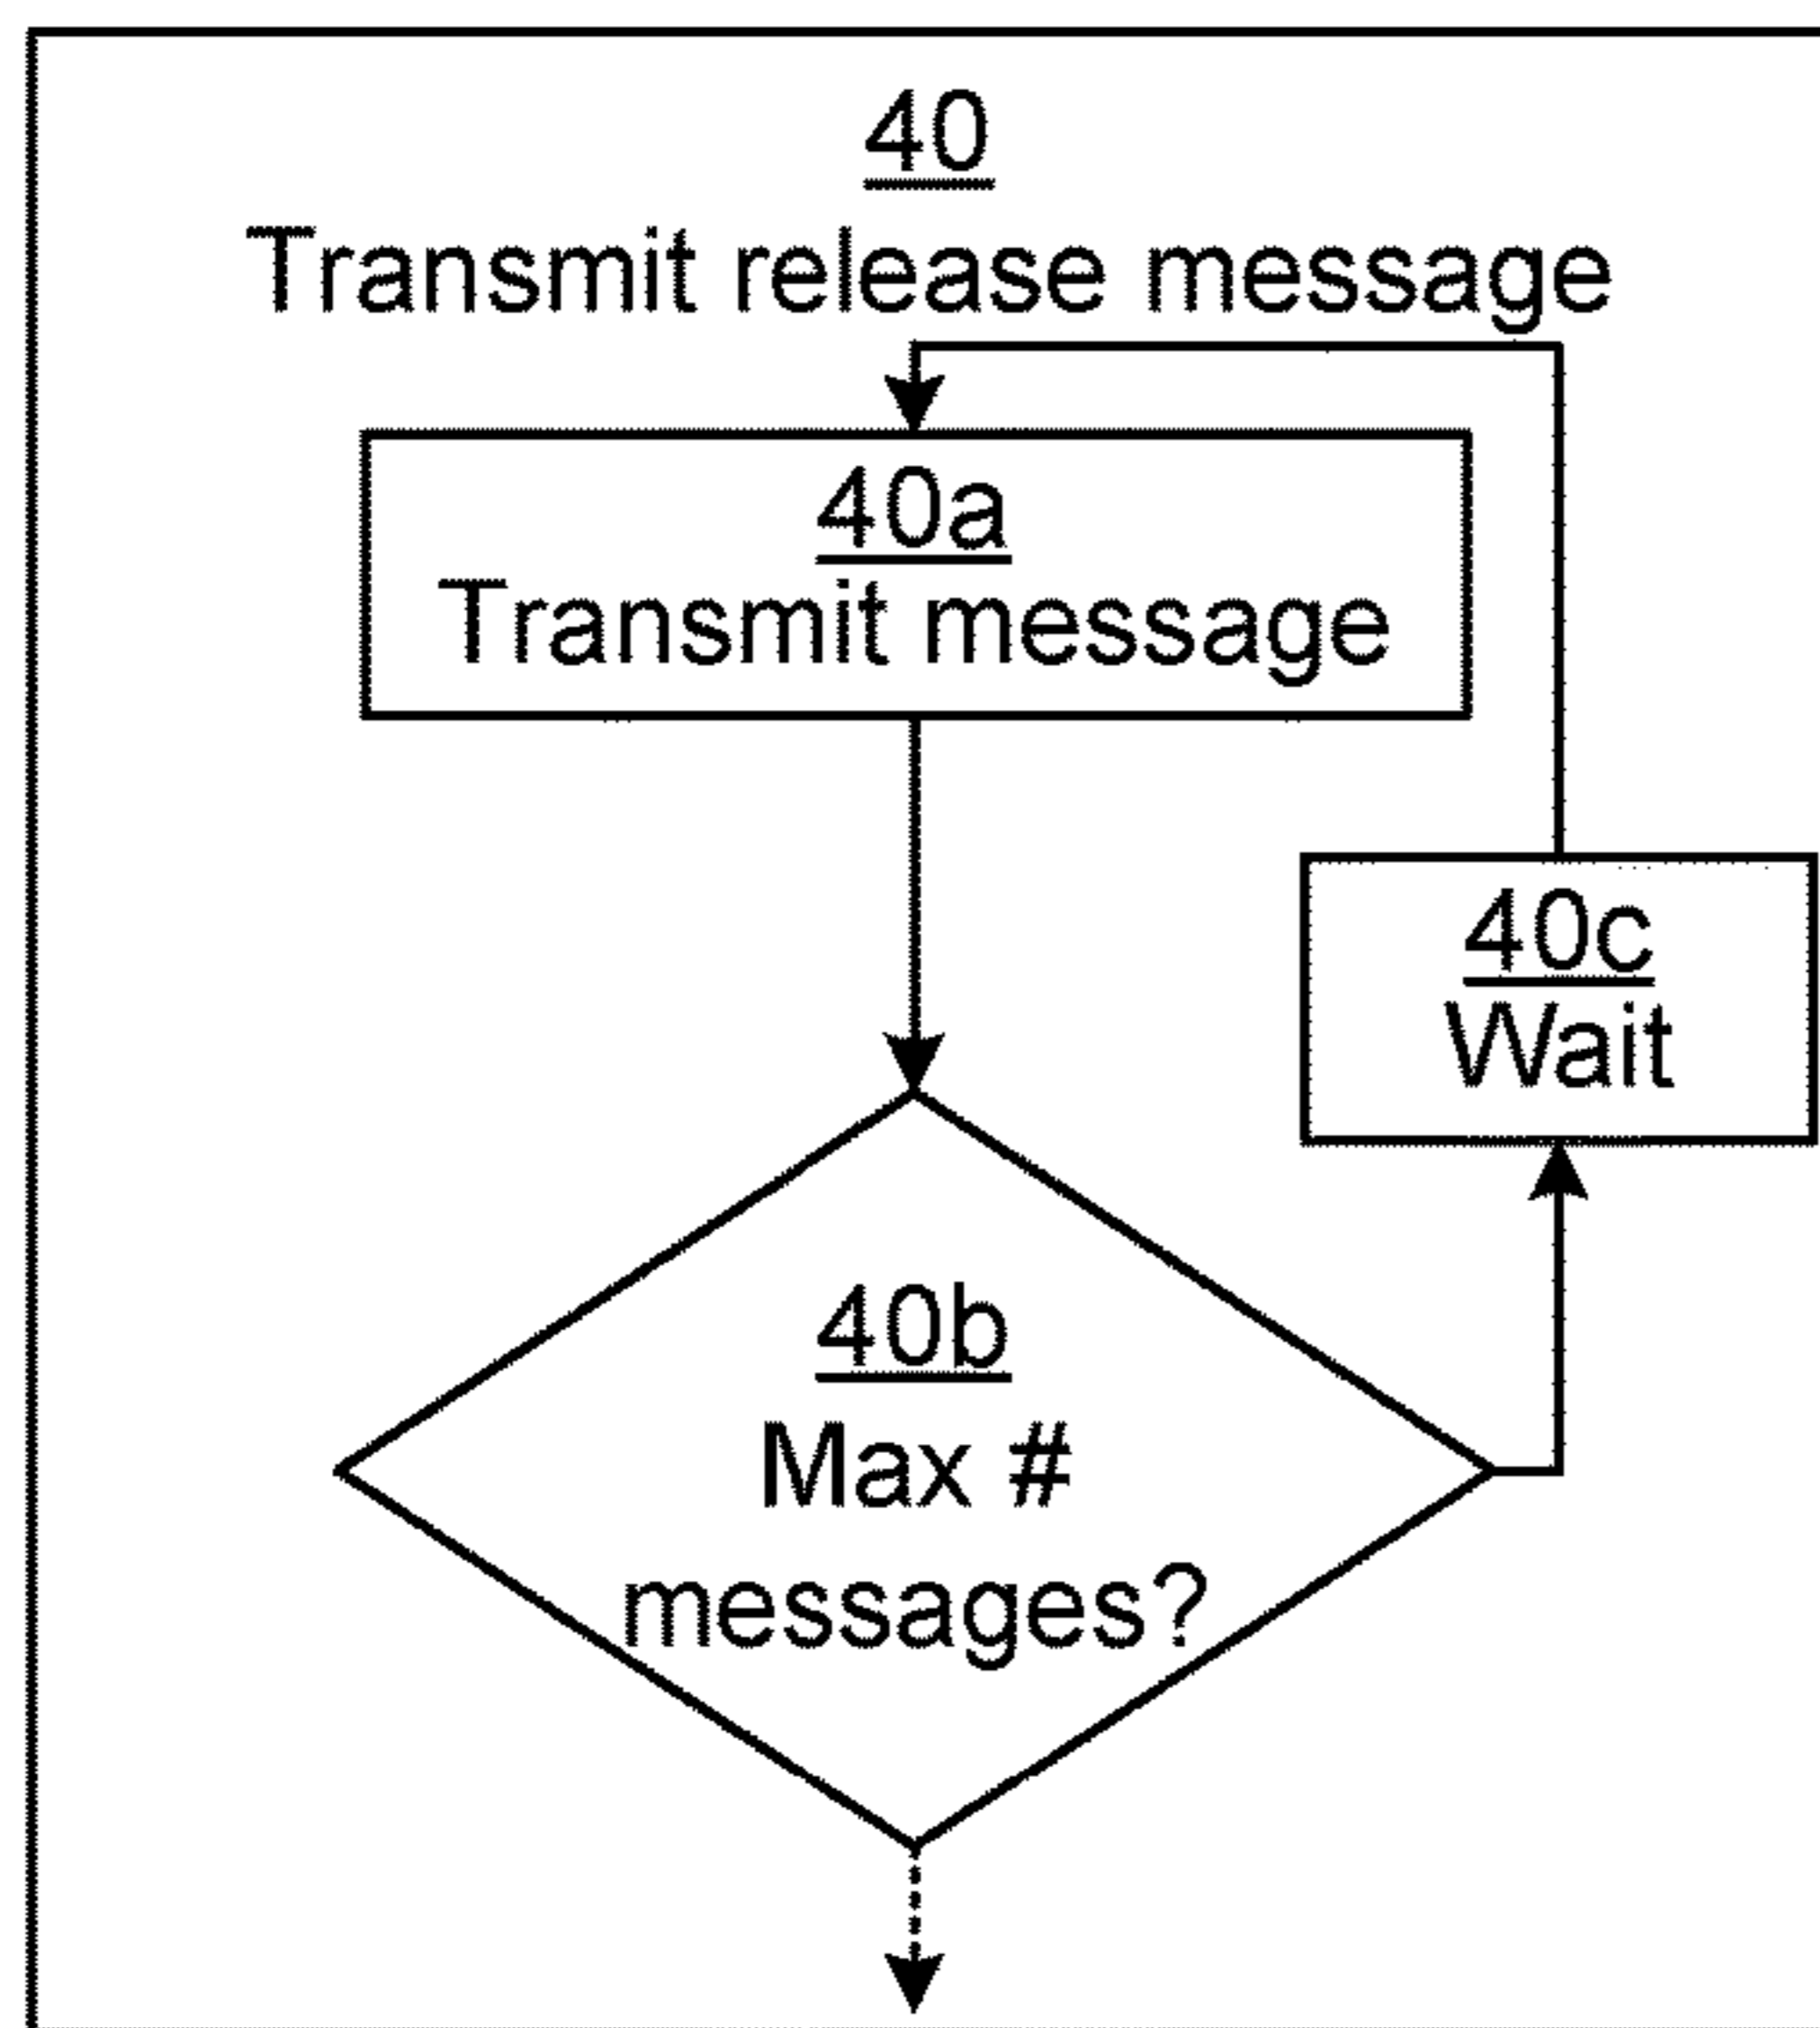 40
Transmit release message
40a
Transmit message
40c
Wait
40b
Max #
messages?